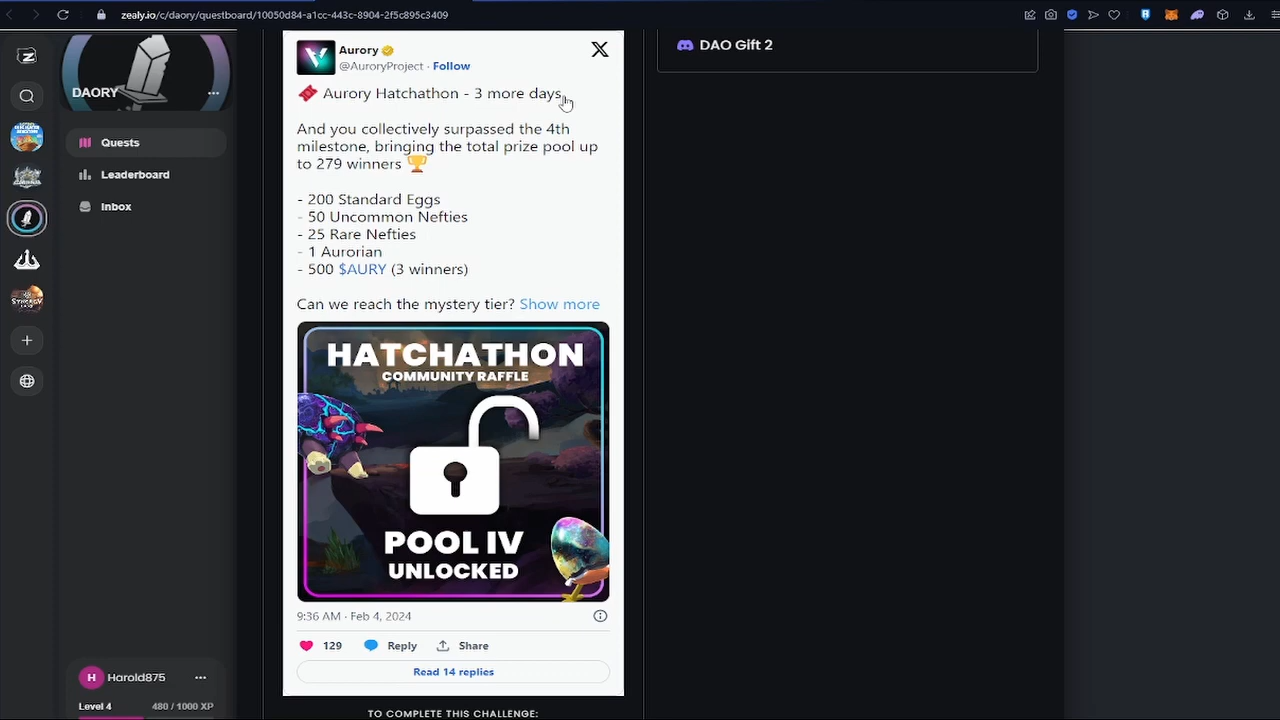 zealy.io/c/daory/questboard/10050d84-a1cc-443c-8904-2f5c895c3409
DAORY
Quests
Leaderboard
Inbox
Harold875
Level 4
480 / 1000 XP
Aurory
@AuroryProject · Follow
Aurory Hatchathon - 3 more days
And you collectively surpassed the 4th
milestone, bringing the total prize pool up
to 279 winners 🏆
- 200 Standard Eggs
- 50 Uncommon Nefties
- 25 Rare Nefties
- 1 Aurorian
- 500 $AURY (3 winners)
Can we reach the mystery tier? Show more
HATCHATHON
COMMUNITY RAFFLE
POOL IV
UNLOCKED
9:36 AM · Feb 4, 2024
129 Reply Share
Read 14 replies
TO COMPLETE THIS CHALLENGE:
DAO Gift 2